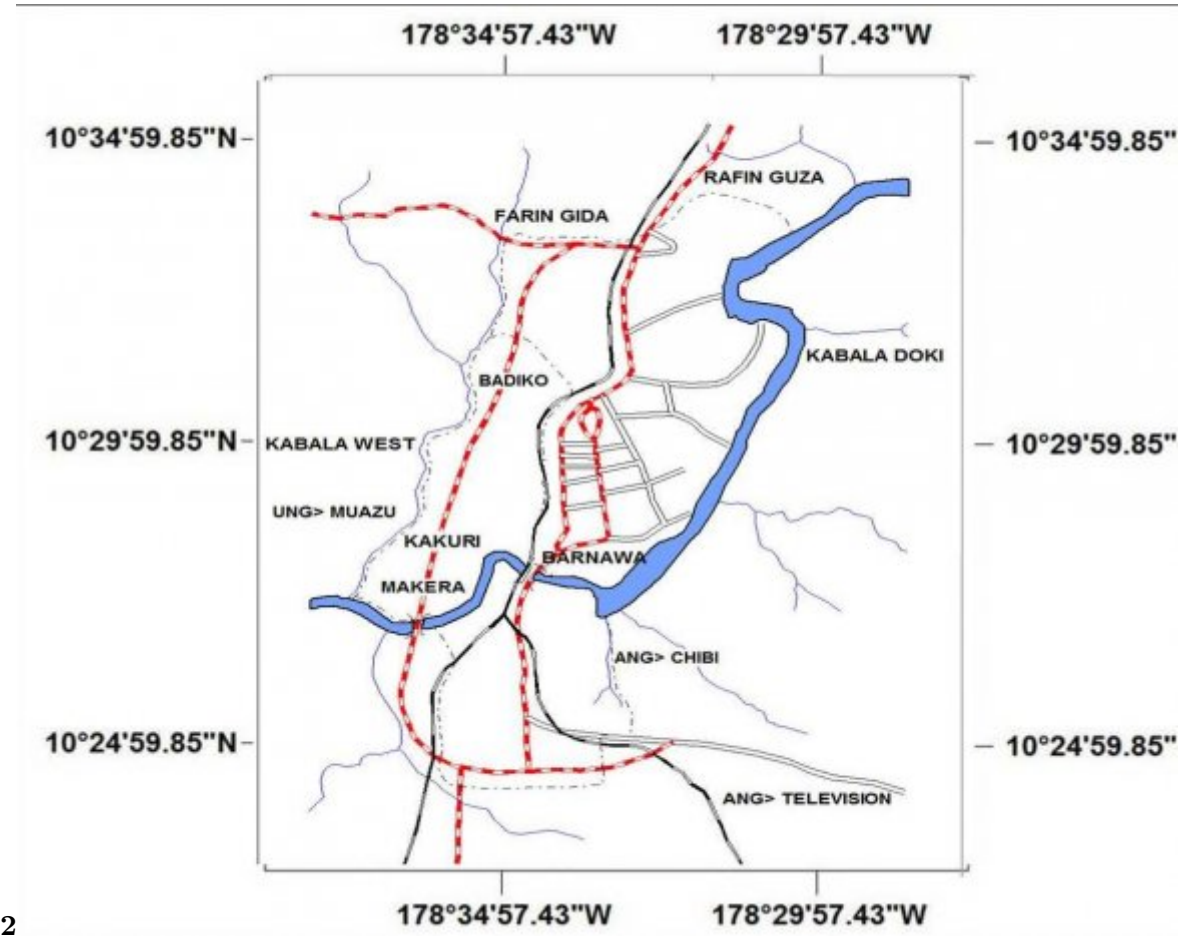 178°34'57.43"W 178°29'57.43"W
10°34'59.85"N 10°34'59.85"
RAFIN GUZA
FARIN GIDA
KABALA DOKI
BADIKO
10°29'59.85"N 10°29'59.85"
KABALA WEST
UNG> MUAZU
KAKURI
BARNAWA
MAKERA
ANG> CHIBI
10°24'59.85"N 10°24'59.85"
ANG> TELEVISION
178°34'57.43"W 178°29'57.43"W
2